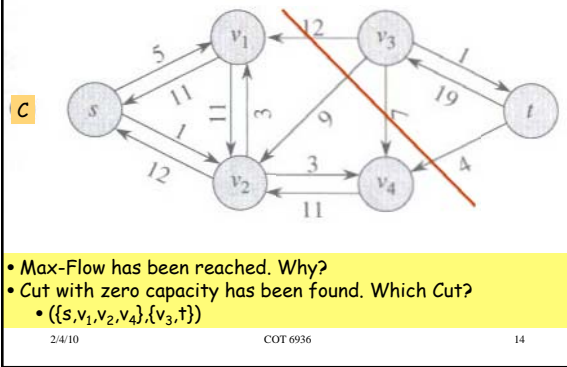 12
v1
v3
5
1
11
19
C
s
11
3
9
7
t
1
4
12
3
v2
v4
11
• Max-Flow has been reached. Why?
• Cut with zero capacity has been found. Which Cut?
• ({s,v1,v2,v4},{v3,t})
2/4/10 COT 6936 14